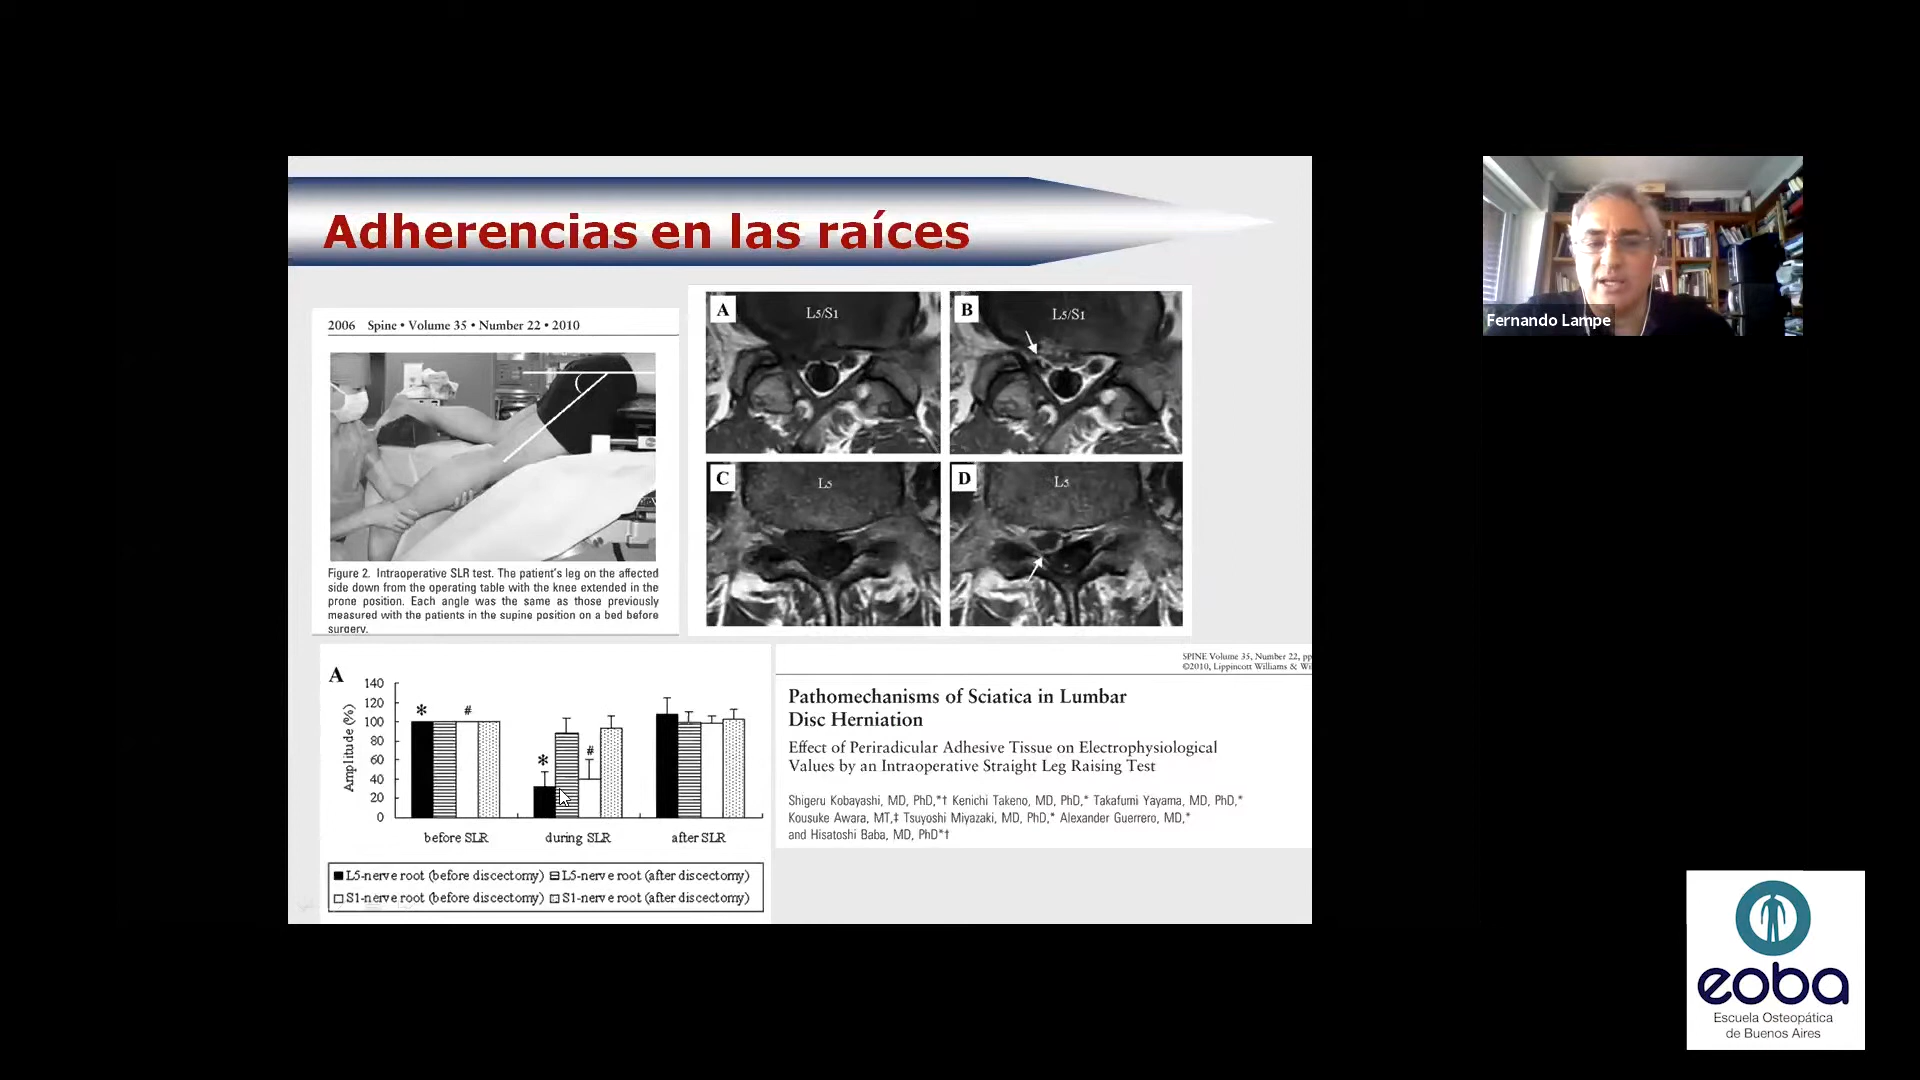 Adherencias en las raíces
2006 Spine • Volume 35 • Number 22 • 2010
Figure 2. Intraoperative SLR test. The patient's leg on the affected
side down from the operating table with the knee extended in the
prone position. Each angle was the same as those previously
measured with the patients in the supine position on a bed before
surgery.
A
L5/S1
B
L5/S1
C
L5
D
L5
A
Amplitude (%)
140
120
100
80
60
40
20
0
*
#
*
#
before SLR
during SLR
after SLR
L5-nerve root (before discectomy) L5-nerve root (after discectomy)
S1-nerve root (before discectomy) S1-nerve root (after discectomy)
SPINE Volume 35, Number 22, pp
©2010, Lippincott Williams & Wi
Pathomechanisms of Sciatica in Lumbar
Disc Herniation
Effect of Periradicular Adhesive Tissue on Electrophysiological
Values by an Intraoperative Straight Leg Raising Test
Shigeru Kobayashi, MD, PhD,*† Kenichi Takeno, MD, PhD,* Takafumi Yayama, MD, PhD,*
Kousuke Awara, MT,‡ Tsuyoshi Miyazaki, MD, PhD,* Alexander Guerrero, MD,*
and Hisatoshi Baba, MD, PhD*†
Fernando Lampe
eoba
Escuela Osteopática
de Buenos Aires